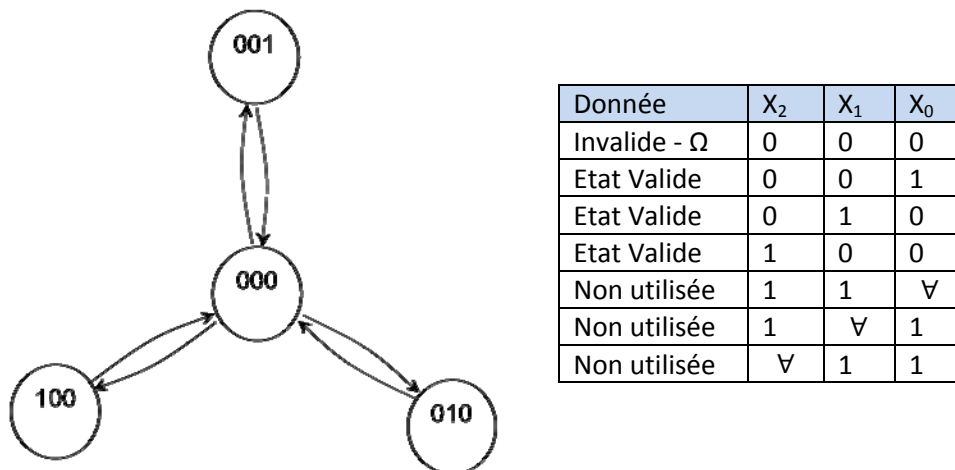 001
000
100
010
Donnée X₂ X₁ X₀
Invalide - Ω 0 0 0
Etat Valide 0 0 1
Etat Valide 0 1 0
Etat Valide 1 0 0
Non utilisée 1 1 ∀
Non utilisée 1 ∀ 1
Non utilisée ∀ 1 1